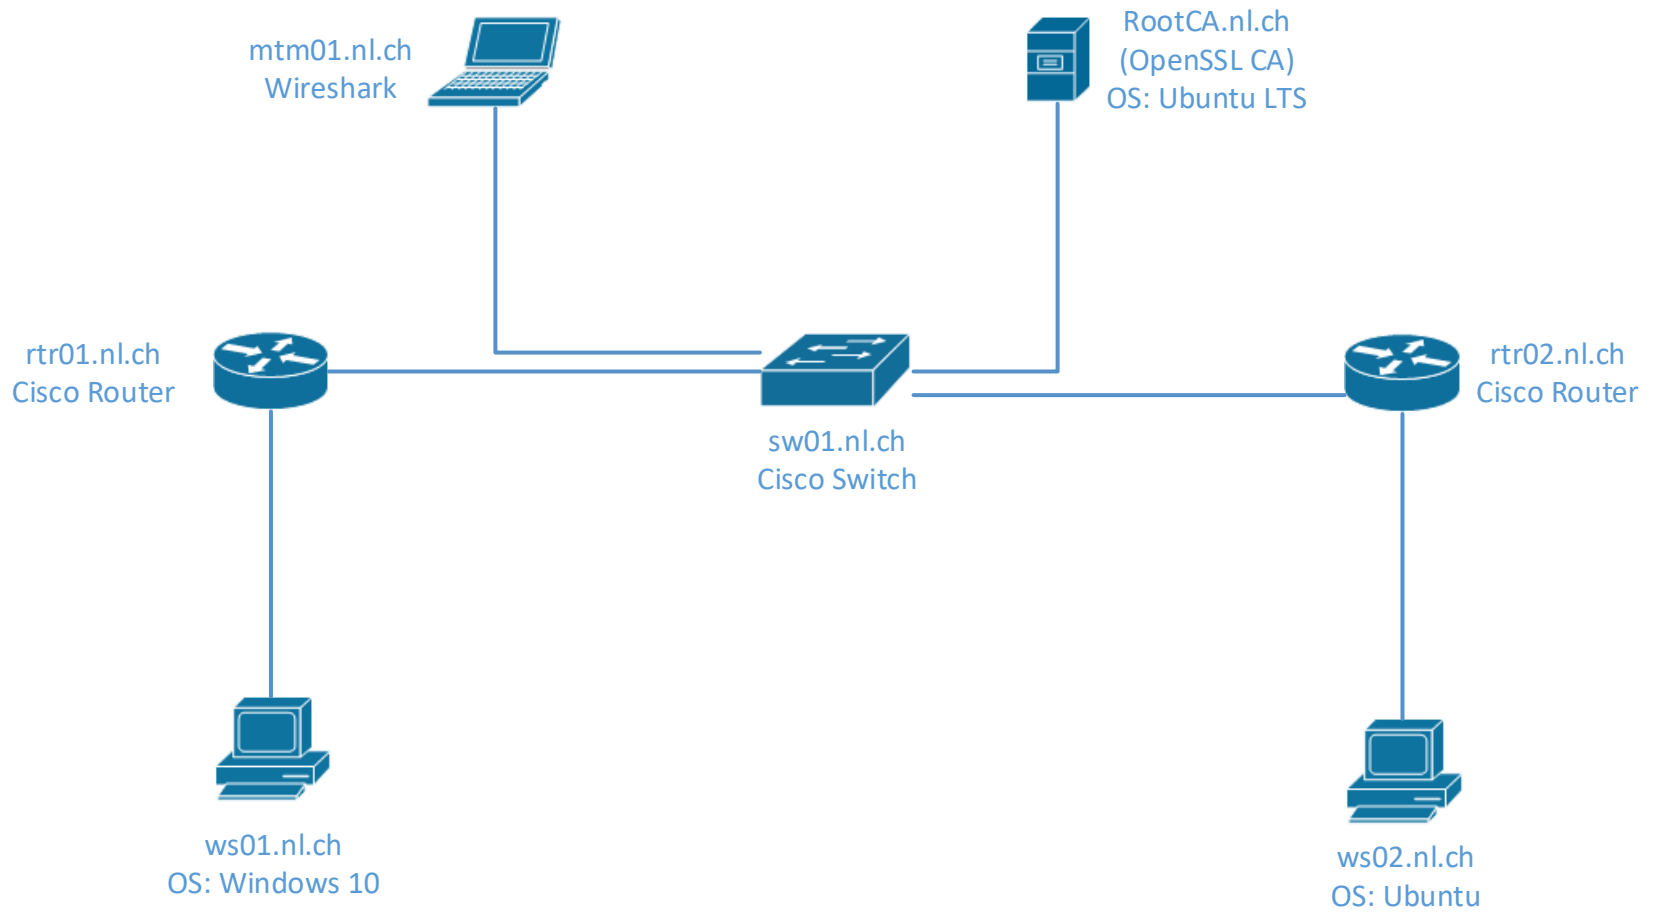 mtm01.nl.ch
Wireshark
RootCA.nl.ch
(OpenSSL CA)
OS: Ubuntu LTS
rtr01.nl.ch
Cisco Router
sw01.nl.ch
Cisco Switch
rtr02.nl.ch
Cisco Router
ws01.nl.ch
OS: Windows 10
ws02.nl.ch
OS: Ubuntu